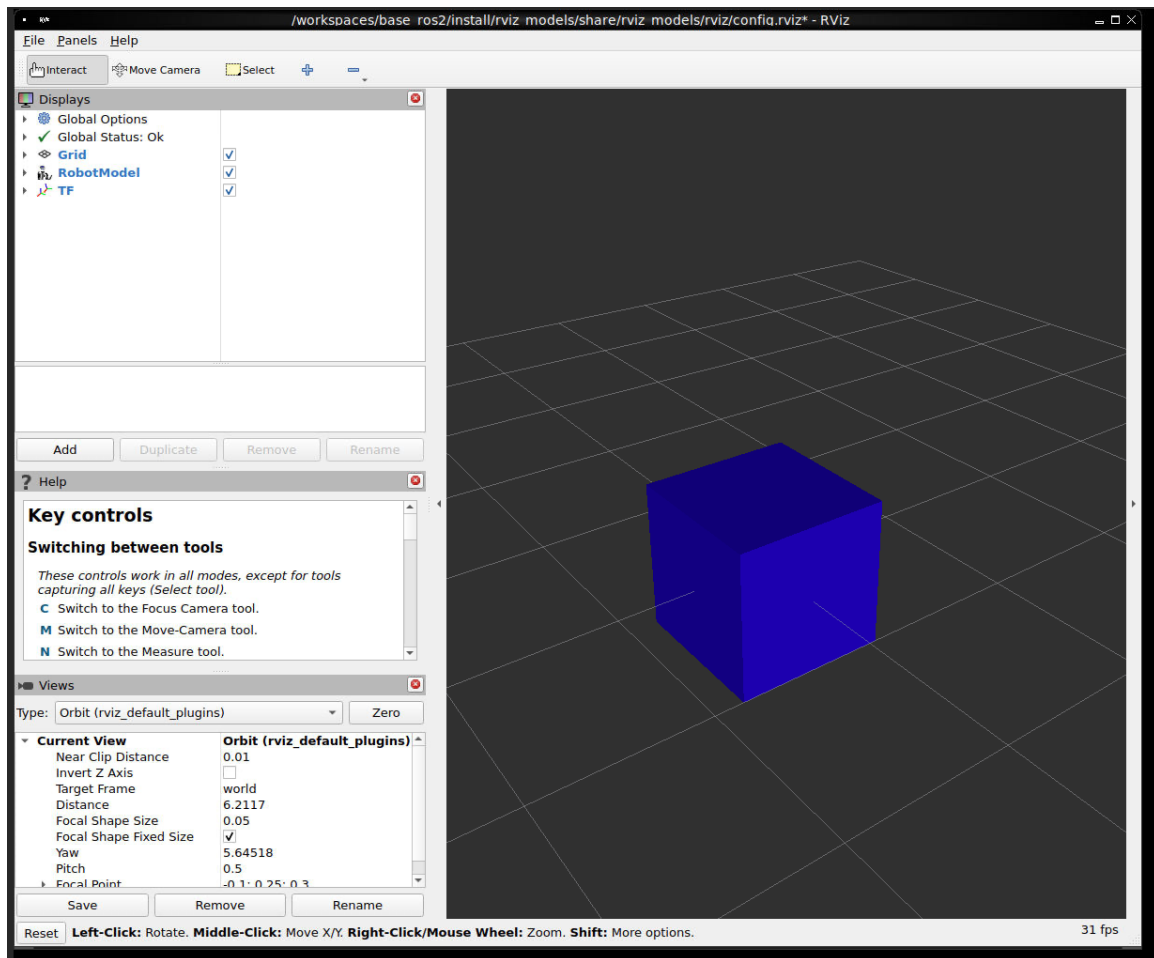 /workspaces/base_ros2/install/rviz_models/share/rviz_models/rviz/config.rviz* - RViz
File Panels Help
Interact Move Camera Select
Displays
Global Options
Global Status: Ok
Grid
RobotModel
TF
Add Duplicate Remove Rename
? Help
Key controls
Switching between tools
These controls work in all modes, except for tools
capturing all keys (Select tool).
C Switch to the Focus Camera tool.
M Switch to the Move-Camera tool.
N Switch to the Measure tool.
Views
Type: Orbit (rviz_default_plugins) Zero
Current View Orbit (rviz_default_plugins)
Near Clip Distance 0.01
Invert Z Axis
Target Frame world
Distance 6.2117
Focal Shape Size 0.05
Focal Shape Fixed Size
Yaw 5.64518
Pitch 0.5
Focal Point -0.1; 0.25; 0.3
Save Remove Rename
Reset Left-Click: Rotate. Middle-Click: Move X/Y. Right-Click/Mouse Wheel: Zoom. Shift: More options. 31 fps